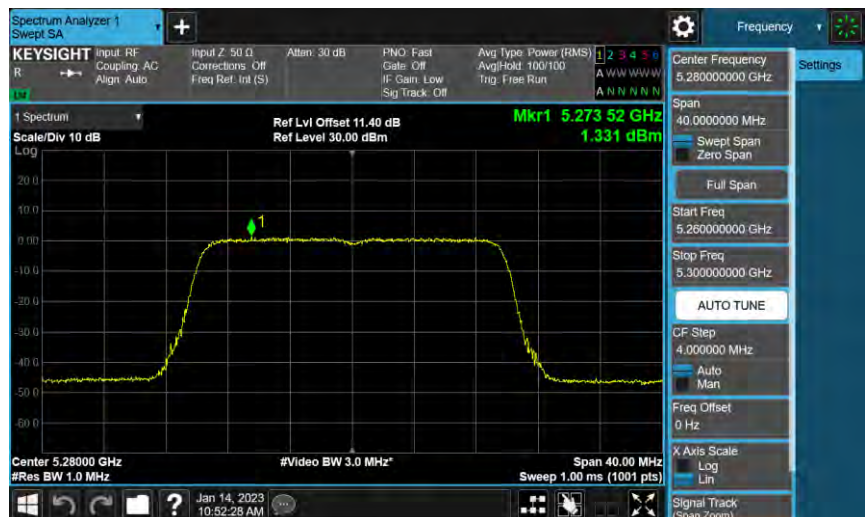 Spectrum Analyzer 1
Swept SA
+
Frequency
KEYSIGHT
R
Input: RF
Coupling: AC
Align: Auto
Input Z: 50 Ω
Corrections: Off
Freq Ref: Int (S)
Atten: 30 dB
PNO: Fast
Gate: Off
IF Gain: Low
Sig Track: Off
Avg Type: Power (RMS)
Avg|Hold: 100/100
Trig: Free Run
1 2 3 4 5 6
A W W W W W
A N N N N N
1 Spectrum
Scale/Div 10 dB
Log
Ref Lvl Offset 11.40 dB
Ref Level 30.00 dBm
Mkr1 5.273 52 GHz
1.331 dBm
20.0
10.0
0.00
-10.0
-20.0
-30.0
-40.0
-50.0
-60.0
1
Center 5.28000 GHz
#Res BW 1.0 MHz
#Video BW 3.0 MHz*
Span 40.00 MHz
Sweep 1.00 ms (1001 pts)
Jan 14, 2023
10:52:28 AM
?
Center Frequency
5.280000000 GHz
Settings
Span
40.0000000 MHz
Swept Span
Zero Span
Full Span
Start Freq
5.260000000 GHz
Stop Freq
5.300000000 GHz
AUTO TUNE
CF Step
4.000000 MHz
Auto
Man
Freq Offset
0 Hz
X Axis Scale
Log
Lin
Signal Track
(Span Zoom)